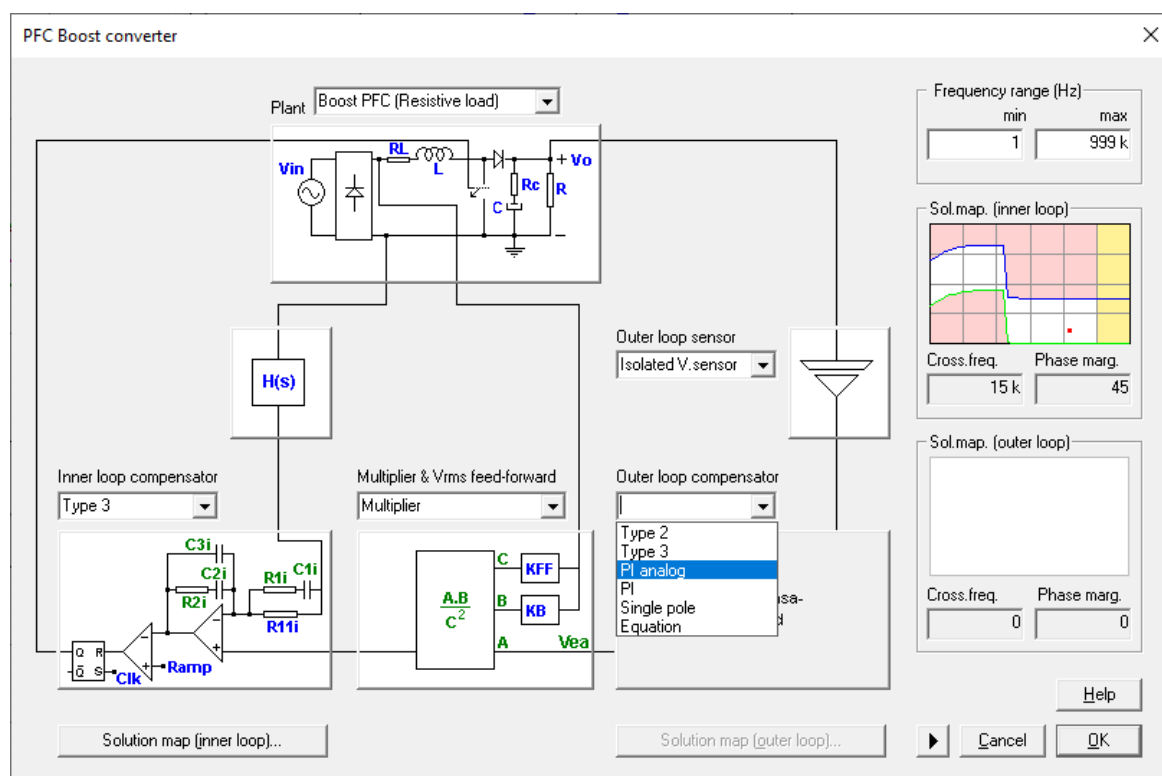 PFC Boost converter
Plant
Boost PFC (Resistive load)
Vin
RL
L
Rc
C
+ Vo
R
−
H(s)
Outer loop sensor
Isolated V.sensor
Inner loop compensator
Type 3
C3i
C2i
R2i
R1i
C1i
R11i
−
+
−
+
Ramp
Clk
Q R
Q S
Multiplier & Vrms feed-forward
Multiplier
A.B
C²
C
KFF
B
KB
A
Vea
Outer loop compensator
Type 2
Type 3
PI analog
PI
Single pole
Equation
Frequency range (Hz)
min
max
1
999 k
Sol.map. (inner loop)
Cross.freq.
Phase marg.
15 k
45
Sol.map. (outer loop)
Cross.freq.
Phase marg.
0
0
Help
Solution map (inner loop)...
Solution map (outer loop)...
Cancel
OK